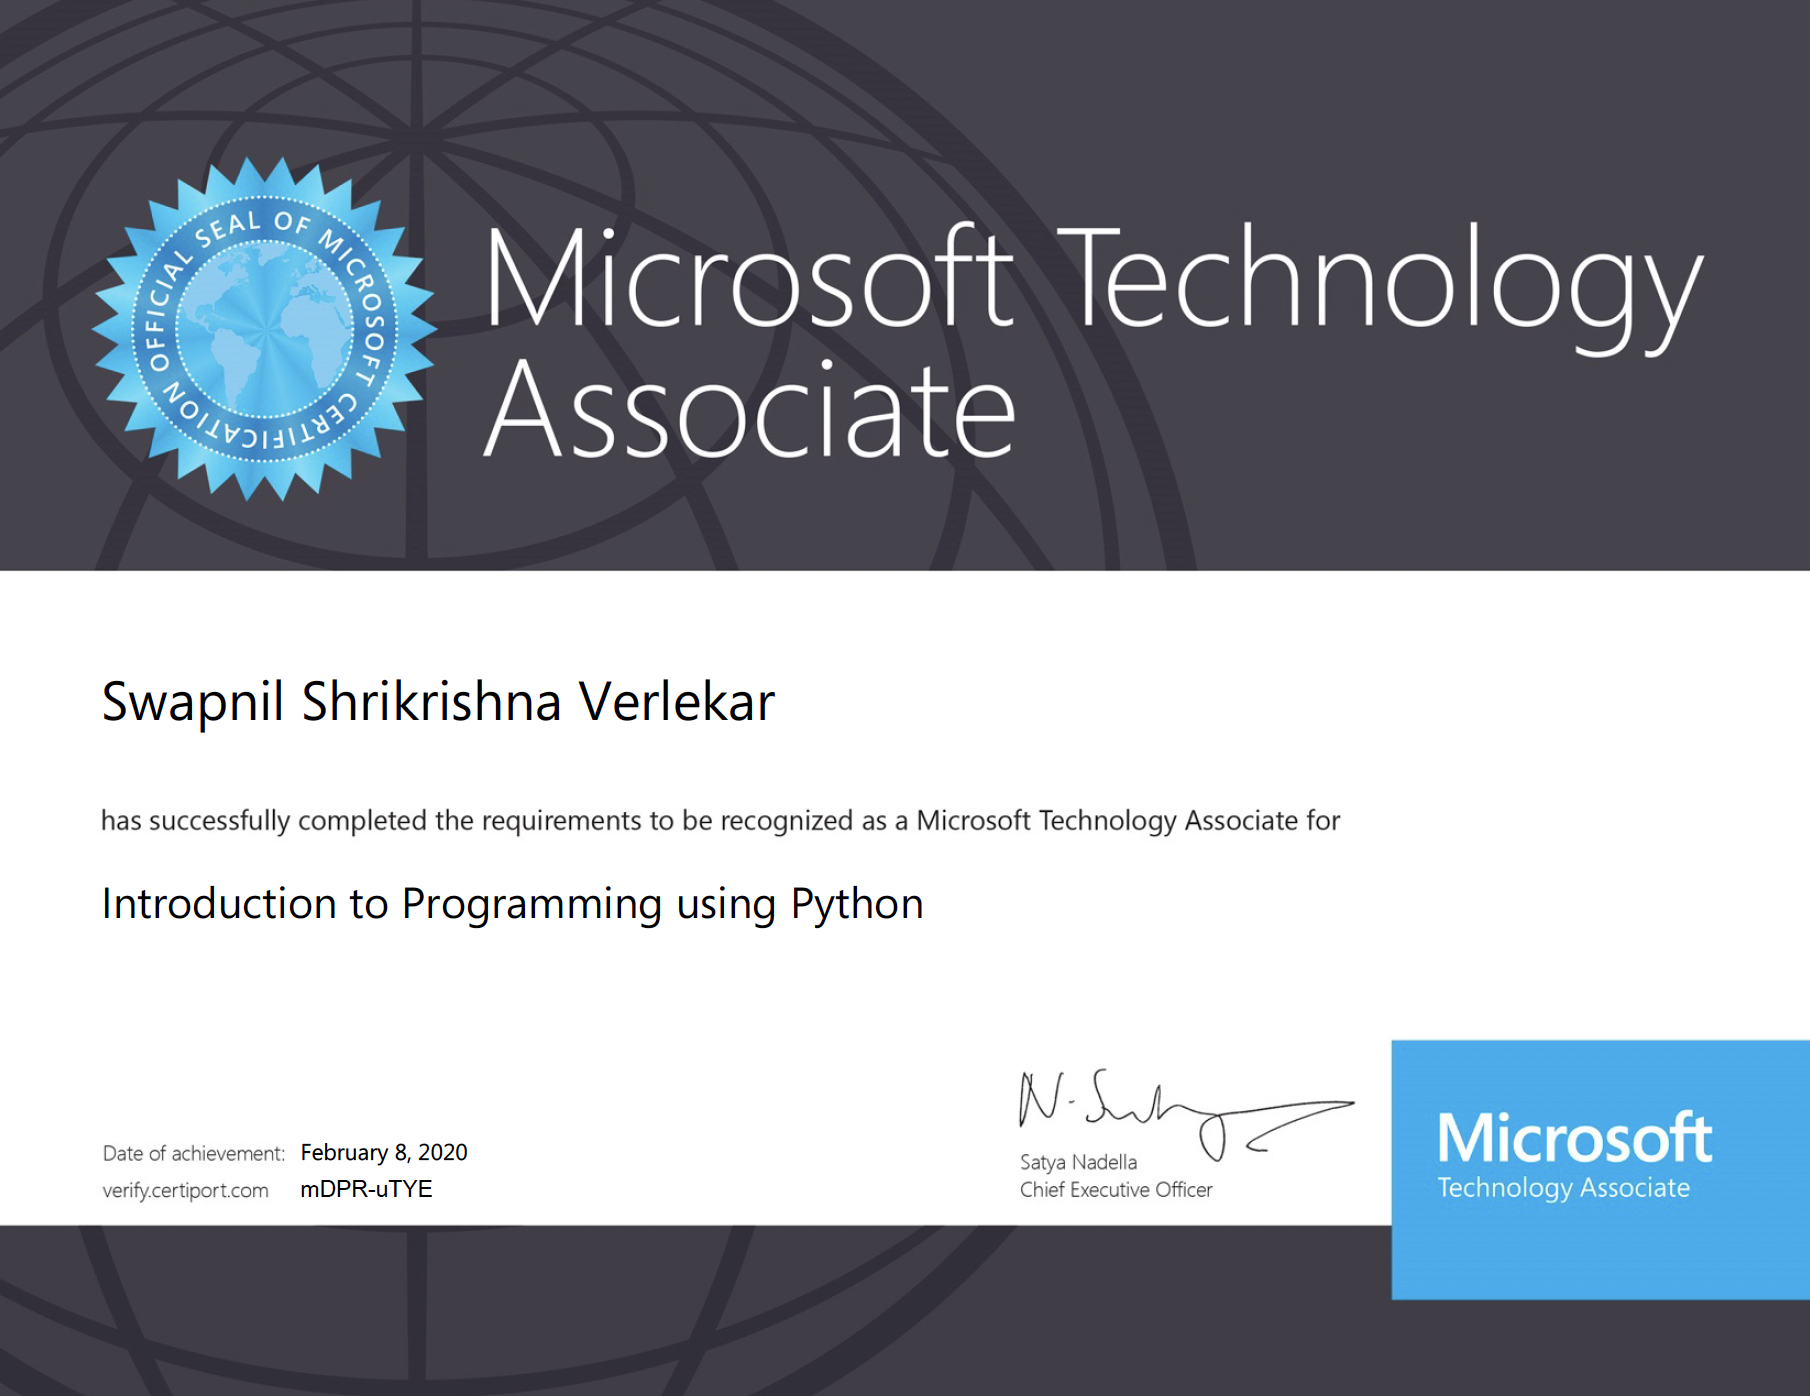 OFFICIAL SEAL OF MICROSOFT CERTIFICATION
Microsoft Technology
Associate
Swapnil Shrikrishna Verlekar
has successfully completed the requirements to be recognized as a Microsoft Technology Associate for
Introduction to Programming using Python
Date of achievement: February 8, 2020
verify.certiport.com mDPR-uTYE
N. Satya
Satya Nadella
Chief Executive Officer
Microsoft
Technology Associate